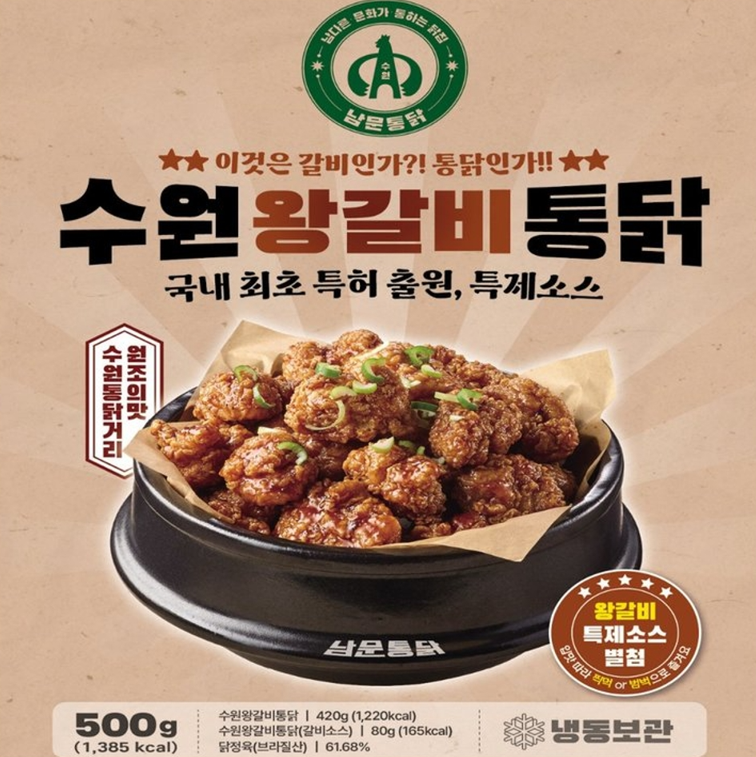 남다른 문화가 통하는 닭집
수원
남문통닭
이것은 갈비인가?! 통닭인가!!
수원왕갈비통닭
국내 최초 특허 출원, 특제소스
원조의맛
수원통닭거리
남문통닭
왕갈비
특제소스
별첨
입맛 따라 찍먹 or 범벅으로 즐겨요
500g
(1,385 kcal)
수원왕갈비통닭 | 420g (1,220kcal)
수원왕갈비통닭(갈비소스) | 80g (165kcal)
닭정육(브라질산) | 61.68%
냉동보관